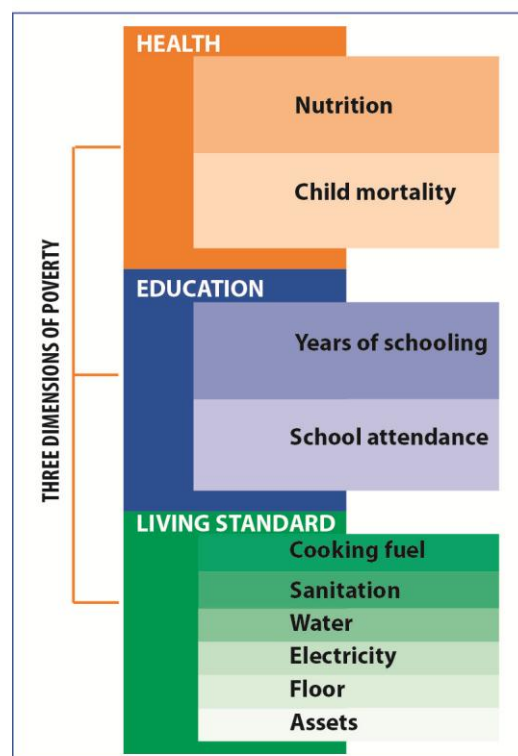 THREE DIMENSIONS OF POVERTY
HEALTH
Nutrition
Child mortality
EDUCATION
Years of schooling
School attendance
LIVING STANDARD
Cooking fuel
Sanitation
Water
Electricity
Floor
Assets